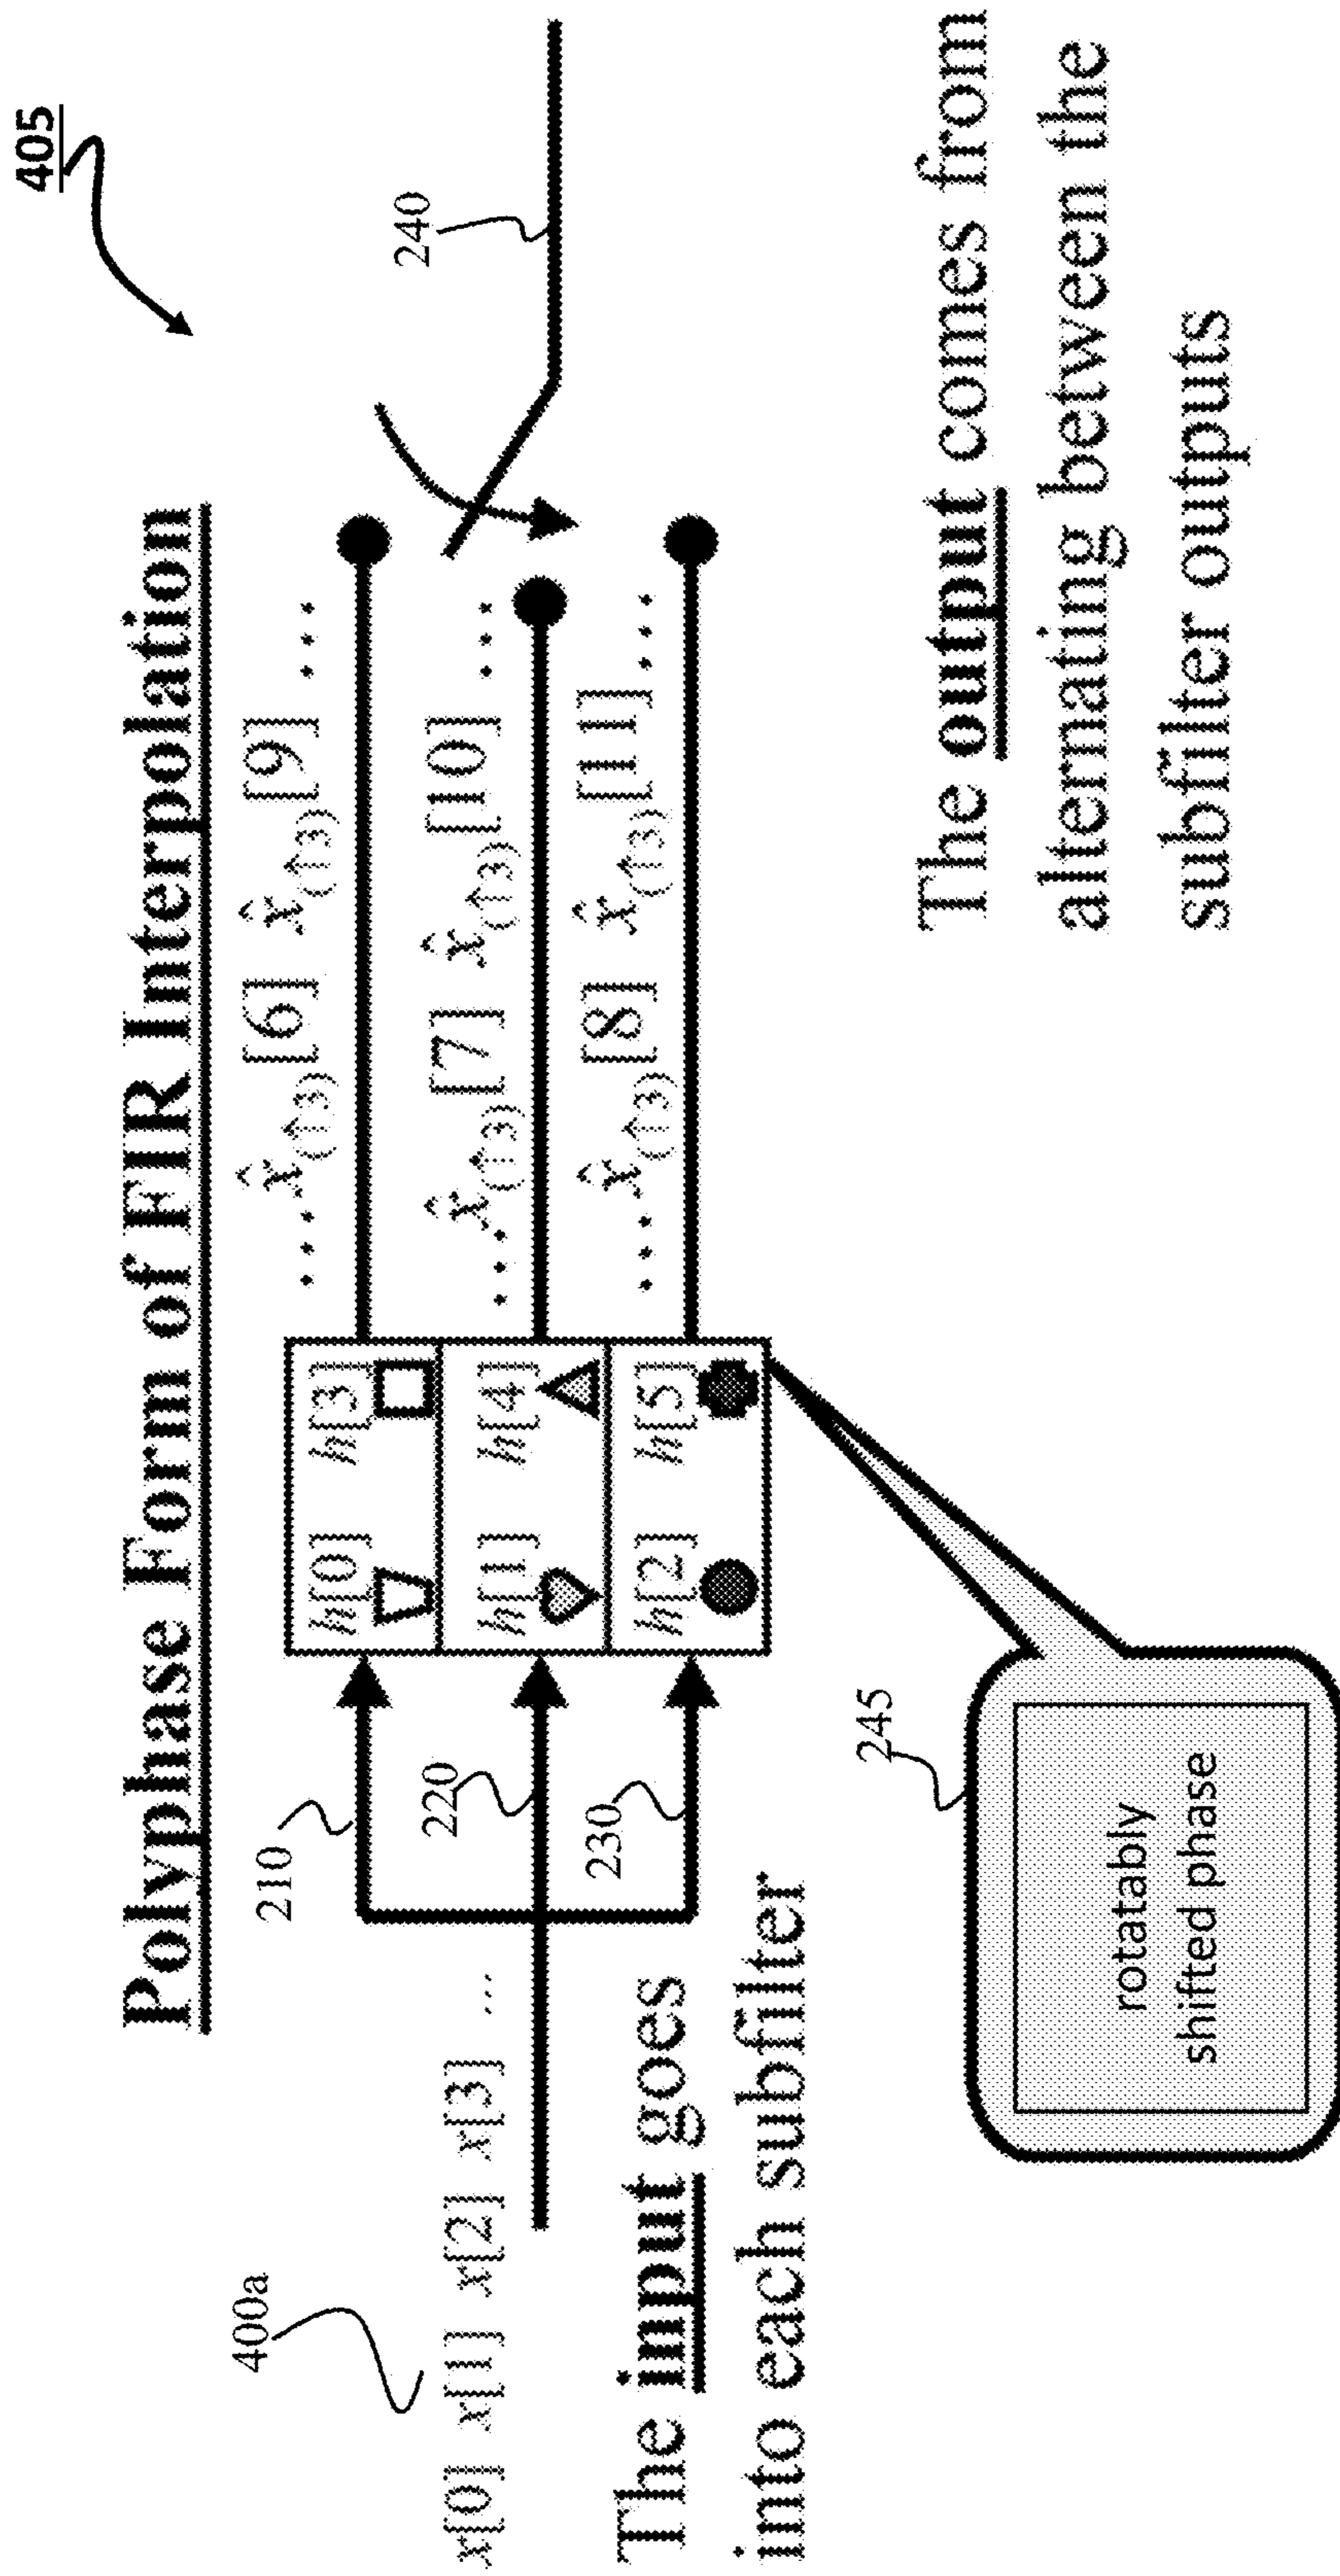 405
Polyphase Form of FIR Interpolation
400a
x[0] x[1] x[2] x[3] ...
210
220
230
h[0] h[3]
h[1] h[4]
h[2] h[5]
... x̂(↑3)[6] x̂(↑3)[9] ...
... x̂(↑3)[7] x̂(↑3)[10] ...
... x̂(↑3)[8] x̂(↑3)[11] ...
240
The input goes
into each subfilter
245
rotatably
shifted phase
The output comes from
alternating between the
subfilter outputs